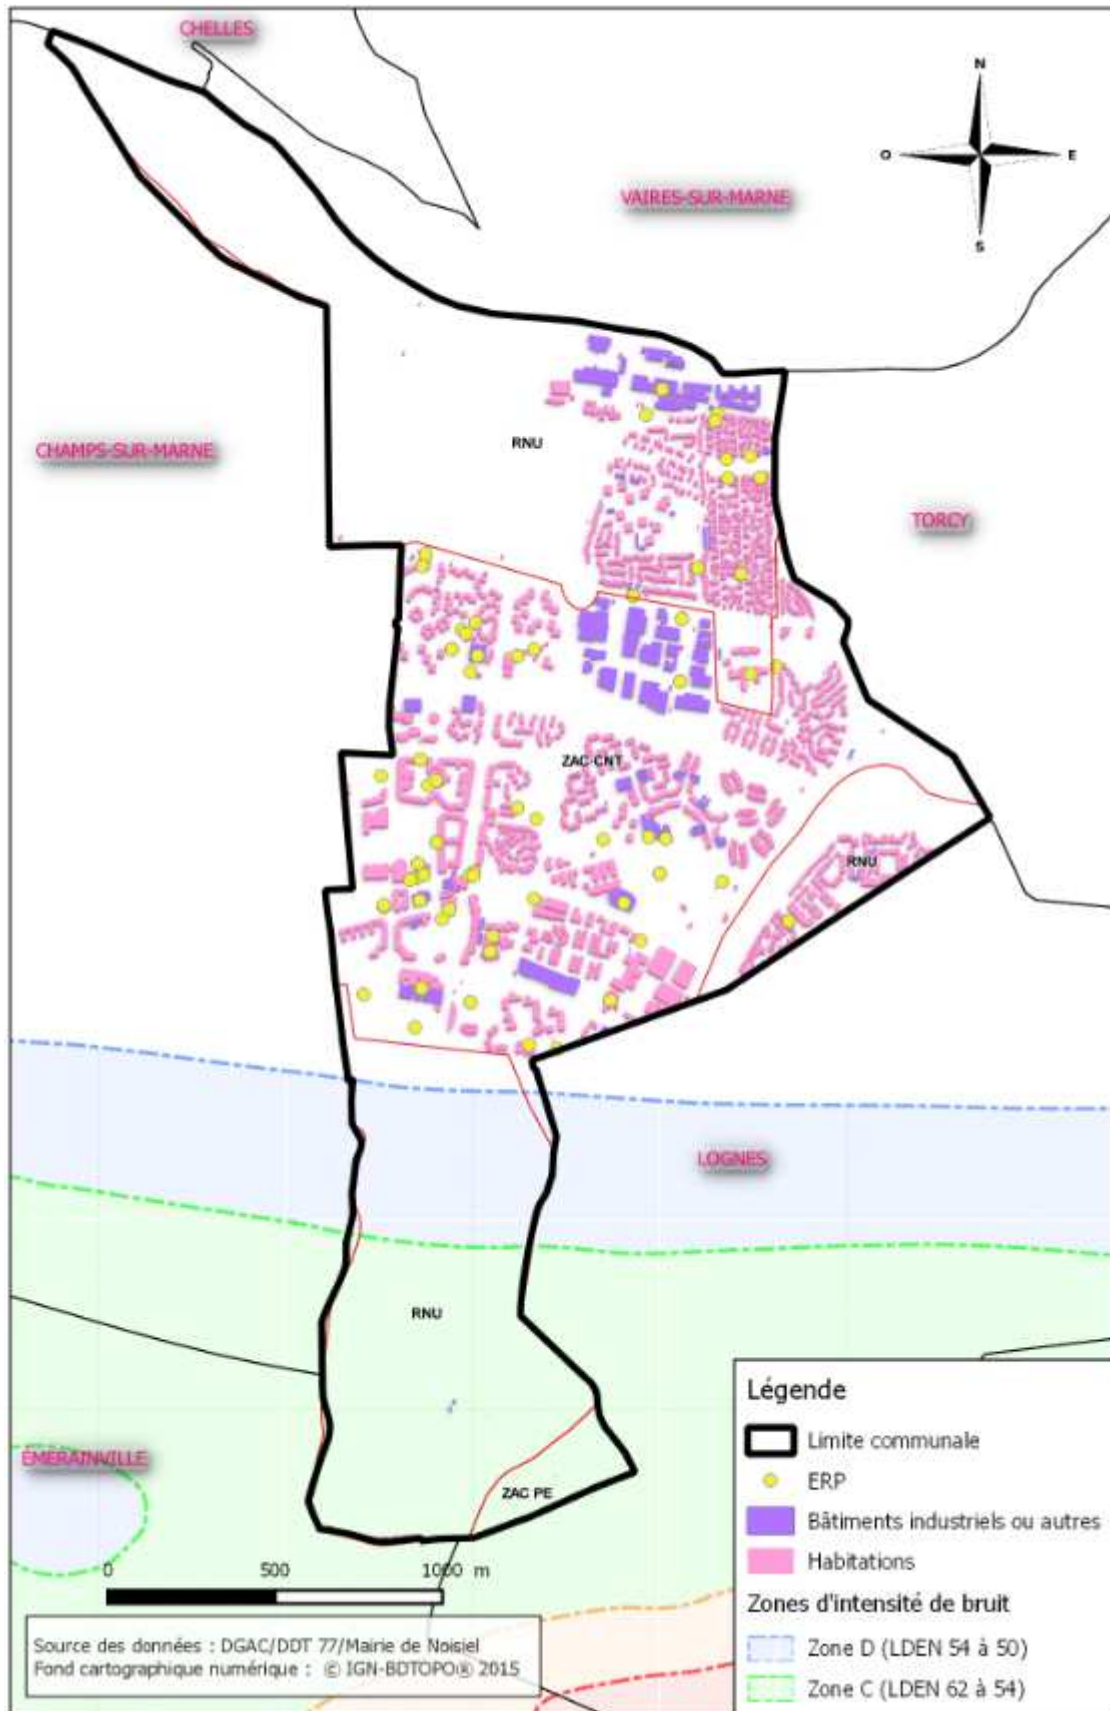 CHELLES
N
O
E
S
VAIRES-SUR-MARNE
CHAMPS-SUR-MARNE
RNU
TORCY
ZAC-CNT
RNU
LOGNES
RNU
ÉMERAINVILLE
ZAC PE
0 500 1000 m
Source des données : DGAC/DDT 77/Mairie de Noisiel
Fond cartographique numérique : © IGN-BDTOPO® 2015
Légende
Limite communale
ERP
Bâtiments industriels ou autres
Habitations
Zones d'intensité de bruit
Zone D (LDEN 54 à 50)
Zone C (LDEN 62 à 54)